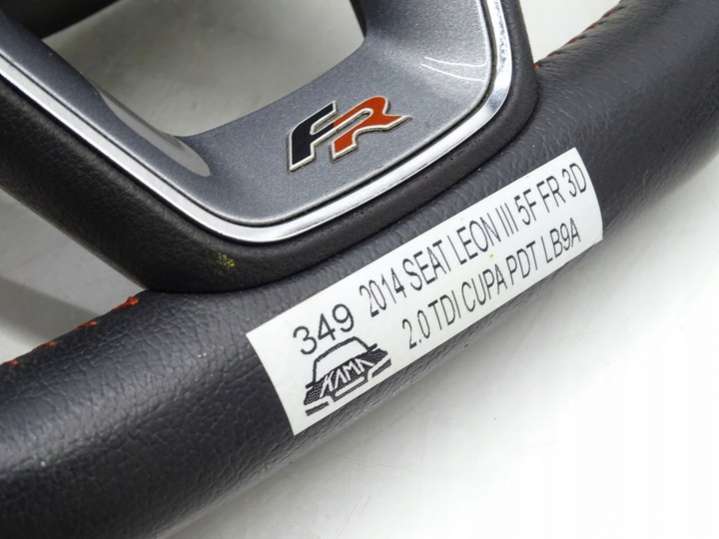 FR
349 2014 SEAT LEON III 5F FR 3D
2.0 TDI CUPA PDT LB9A
KAMA